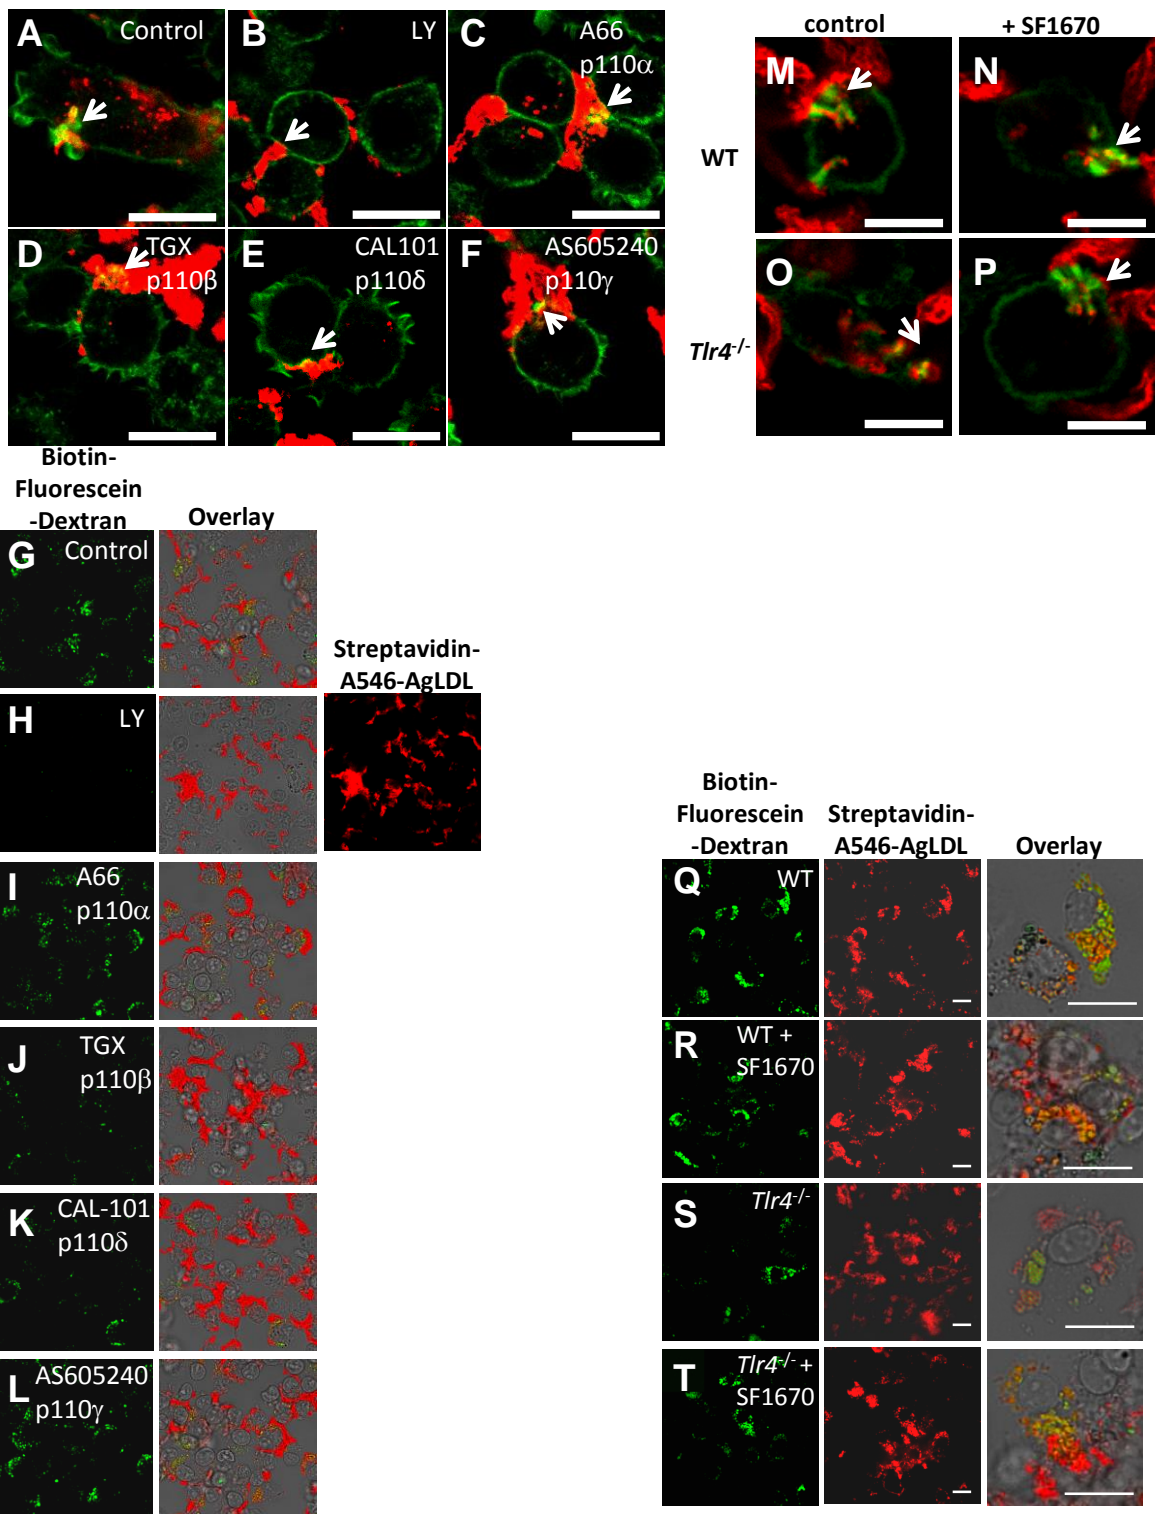 A Control
B LY
C A66
p110α
D TGX
p110β
E CAL101
p110δ
F AS605240
p110γ
control
+ SF1670
WT
M
N
Tlr4-/-
O
P
Biotin-
Fluorescein
-Dextran
Overlay
G Control
Streptavidin-
A546-AgLDL
H LY
I A66
p110α
J TGX
p110β
K CAL-101
p110δ
L AS605240
p110γ
Biotin-
Fluorescein
-Dextran
Streptavidin-
A546-AgLDL
Overlay
Q WT
R WT +
SF1670
S Tlr4-/-
T Tlr4-/- +
SF1670